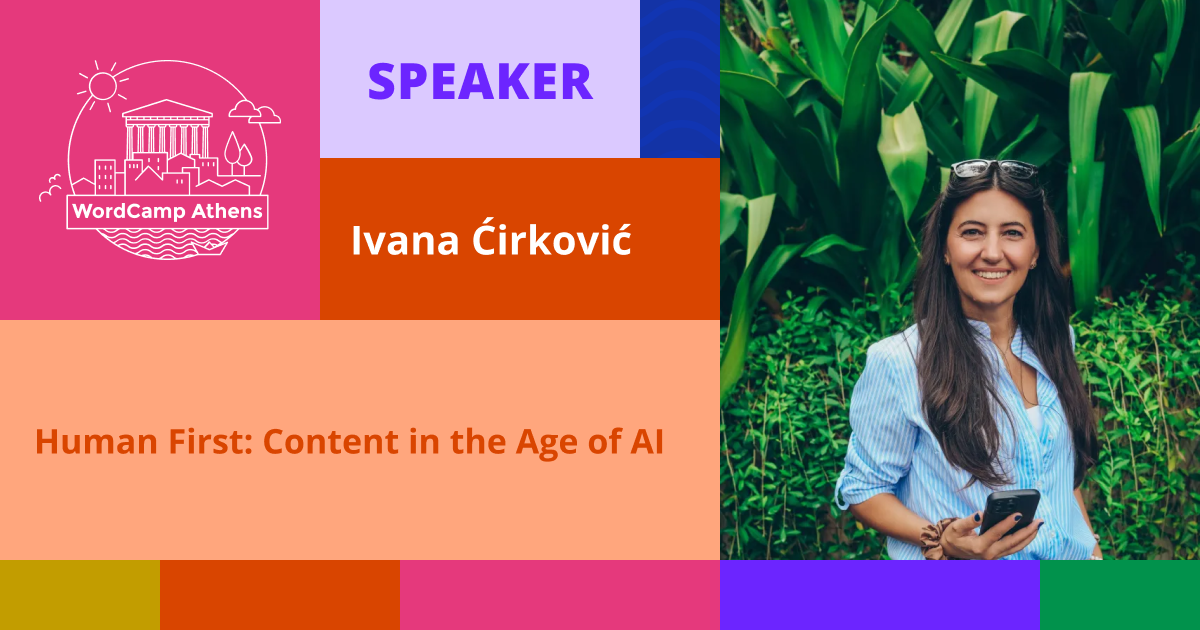 WordCamp Athens
SPEAKER
Ivana Ćirković
Human First: Content in the Age of AI